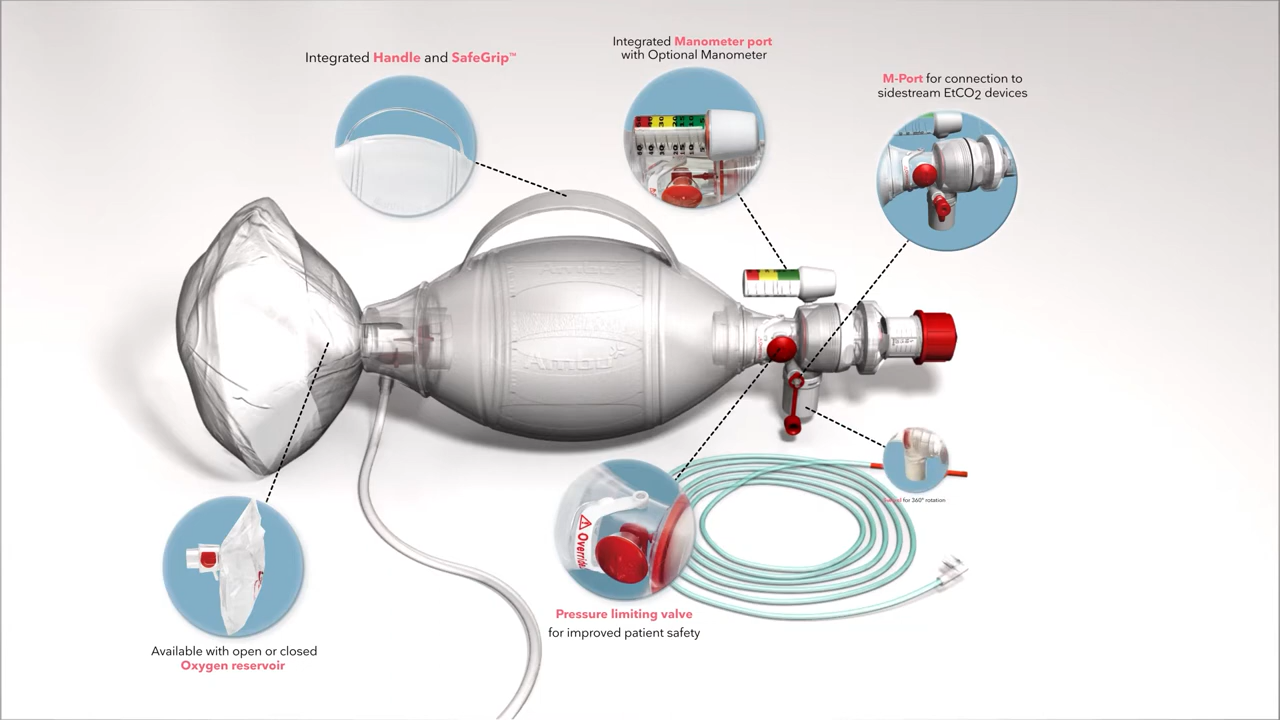 Integrated Handle and SafeGrip™
Integrated Manometer port
with Optional Manometer
M-Port for connection to
sidestream EtCO2 devices
Ambu
Override
for 360° rotation
Pressure limiting valve
for improved patient safety
Available with open or closed
Oxygen reservoir